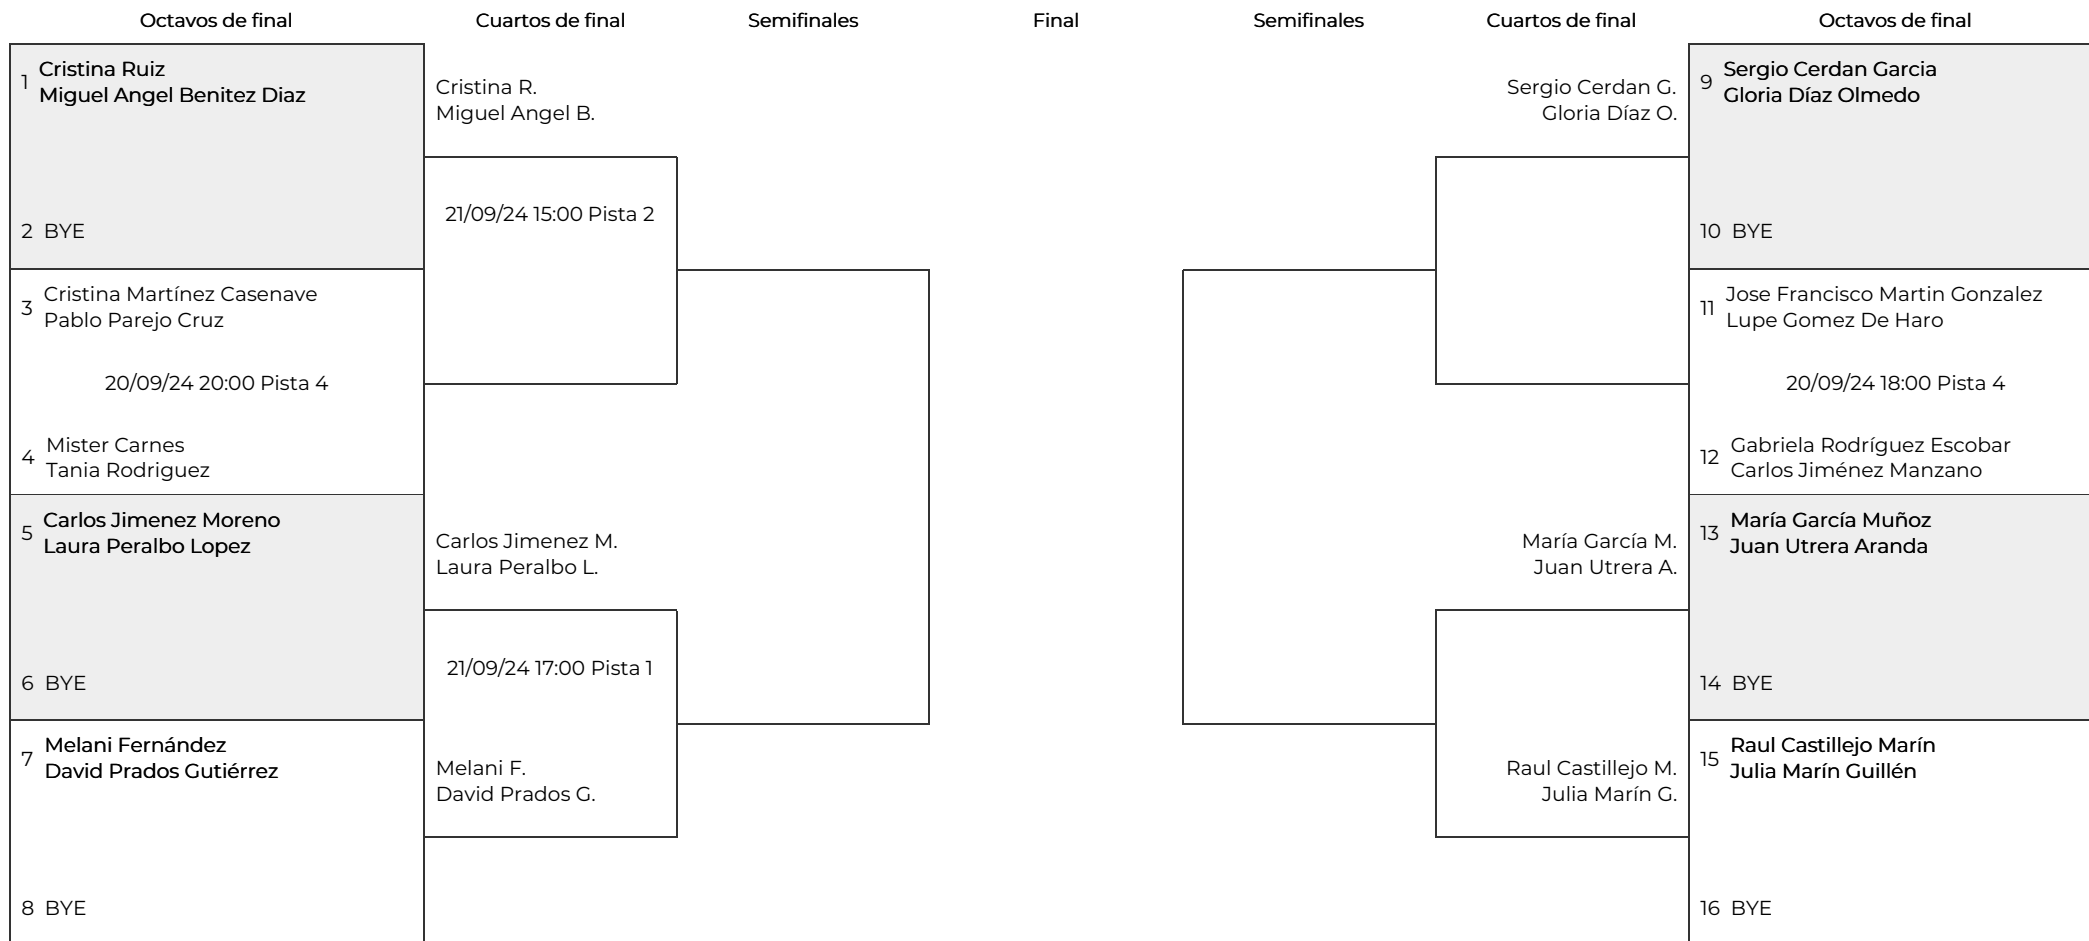 Octavos de final
Cuartos de final
Semifinales
Final
Semifinales
Cuartos de final
Octavos de final
1 Cristina Ruiz
Miguel Angel Benitez Diaz
2 BYE
3 Cristina Martínez Casenave
Pablo Parejo Cruz
20/09/24 20:00 Pista 4
4 Mister Carnes
Tania Rodriguez
5 Carlos Jimenez Moreno
Laura Peralbo Lopez
6 BYE
7 Melani Fernández
David Prados Gutiérrez
8 BYE
Cristina R.
Miguel Angel B.
21/09/24 15:00 Pista 2
Carlos Jimenez M.
Laura Peralbo L.
21/09/24 17:00 Pista 1
Melani F.
David Prados G.
Sergio Cerdan G.
Gloria Díaz O.
María García M.
Juan Utrera A.
Raul Castillejo M.
Julia Marín G.
9 Sergio Cerdan Garcia
Gloria Díaz Olmedo
10 BYE
11 Jose Francisco Martin Gonzalez
Lupe Gomez De Haro
20/09/24 18:00 Pista 4
12 Gabriela Rodríguez Escobar
Carlos Jiménez Manzano
13 María García Muñoz
Juan Utrera Aranda
14 BYE
15 Raul Castillejo Marín
Julia Marín Guillén
16 BYE